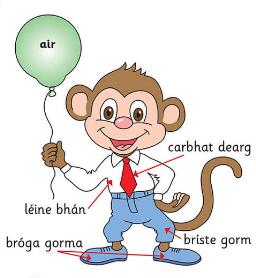 air
carbhat dearg
léine bhán
bróga gorma
bríste gorm